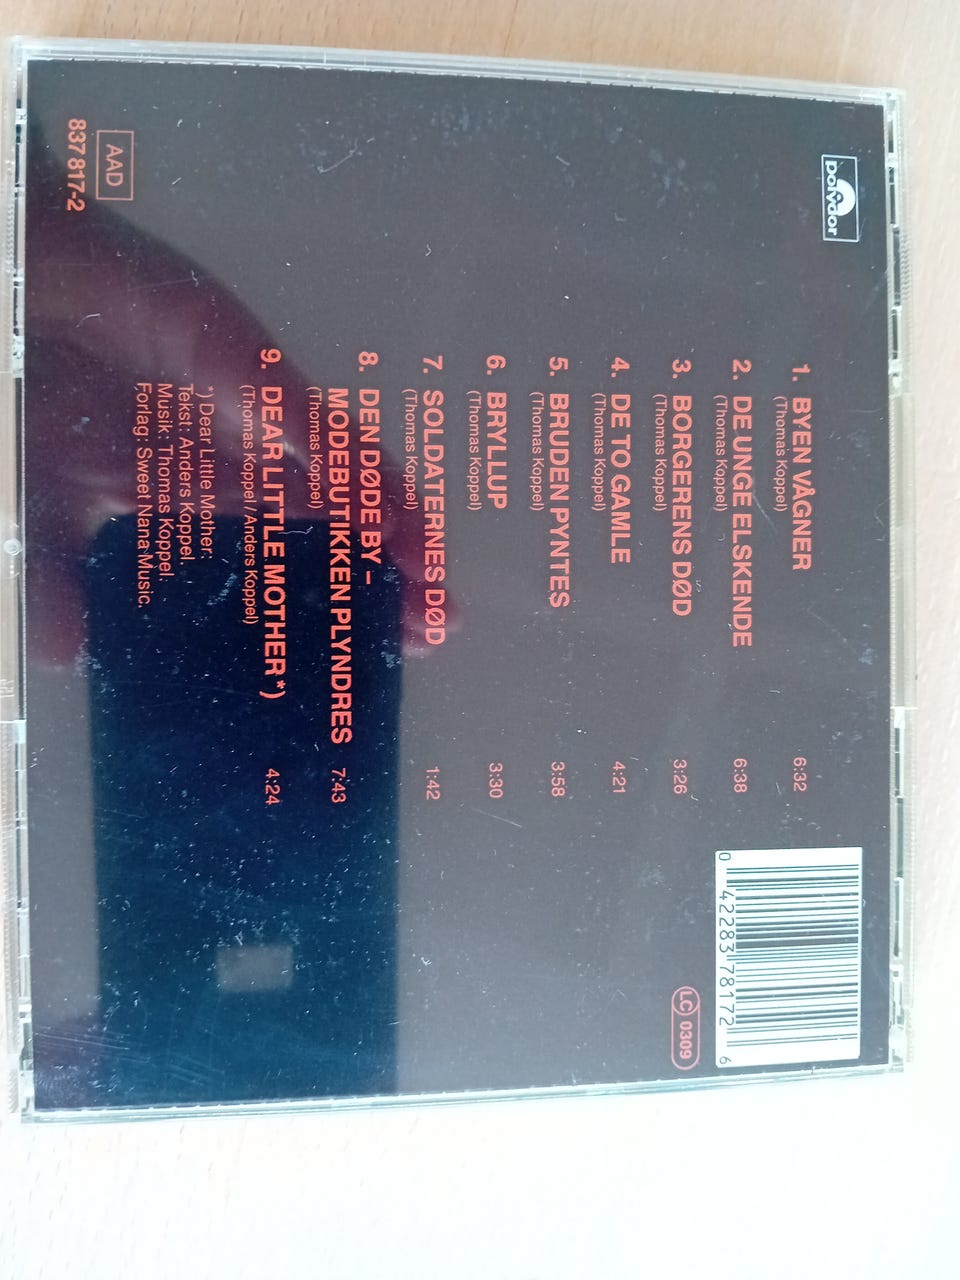 polydor
1. BYEN VÅGNER 6:32
(Thomas Koppel)
2. DE UNGE ELSKENDE 6:38
(Thomas Koppel)
3. BORGERENS DØD 3:26
(Thomas Koppel)
4. DE TO GAMLE 4:21
(Thomas Koppel)
5. BRUDEN PYNTES 3:58
(Thomas Koppel)
6. BRYLLUP 3:30
(Thomas Koppel)
7. SOLDATERNES DØD 1:42
(Thomas Koppel)
8. DEN DØDE BY –
MODEBUTIKKEN PLYNDRES 7:43
(Thomas Koppel)
9. DEAR LITTLE MOTHER*) 4:24
(Thomas Koppel / Anders Koppel)
*) Dear Little Mother:
Tekst: Anders Koppel.
Musik: Thomas Koppel.
Forlag: Sweet Nana Music.
AAD
837 817-2
0 42283 78172 6
LC 0309